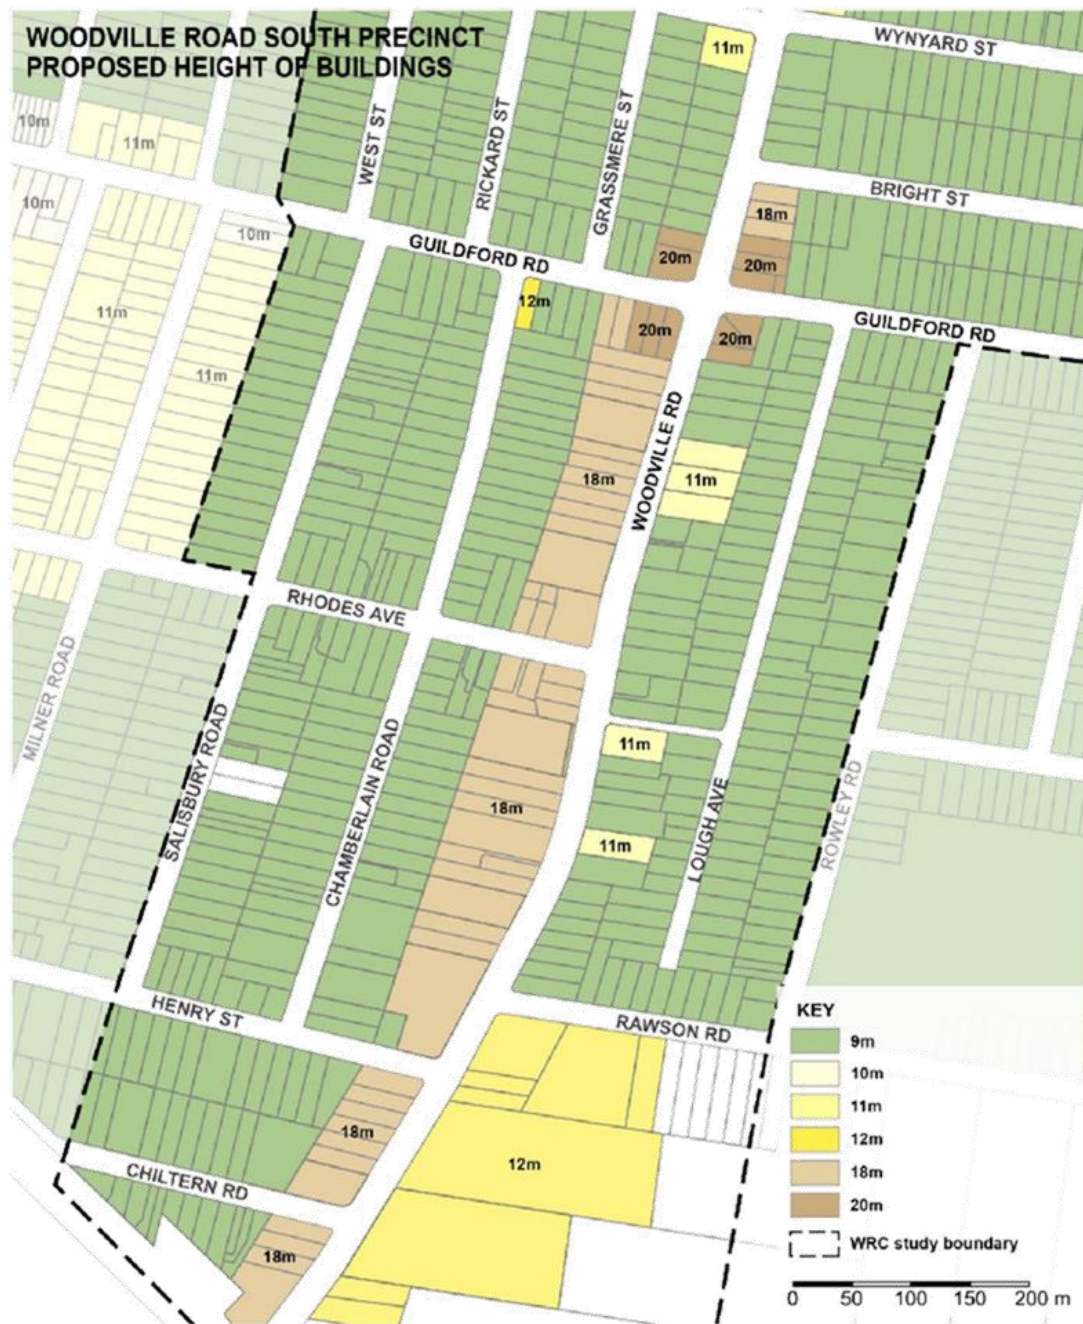 WOODVILLE ROAD SOUTH PRECINCT
PROPOSED HEIGHT OF BUILDINGS
WYNYARD ST
11m
10m
11m
WEST ST
RICKARD ST
GRASSMERE ST
BRIGHT ST
10m
10m
18m
GUILDFORD RD
20m
20m
11m
12m
20m
20m
GUILDFORD RD
11m
WOODVILLE RD
18m
11m
RHODES AVE
MILNER ROAD
SALISBURY ROAD
CHAMBERLAIN ROAD
11m
18m
LOUGH AVE
ROWLEY RD
11m
HENRY ST
RAWSON RD
18m
12m
CHILTERN RD
18m
KEY
9m
10m
11m
12m
18m
20m
WRC study boundary
0 50 100 150 200 m